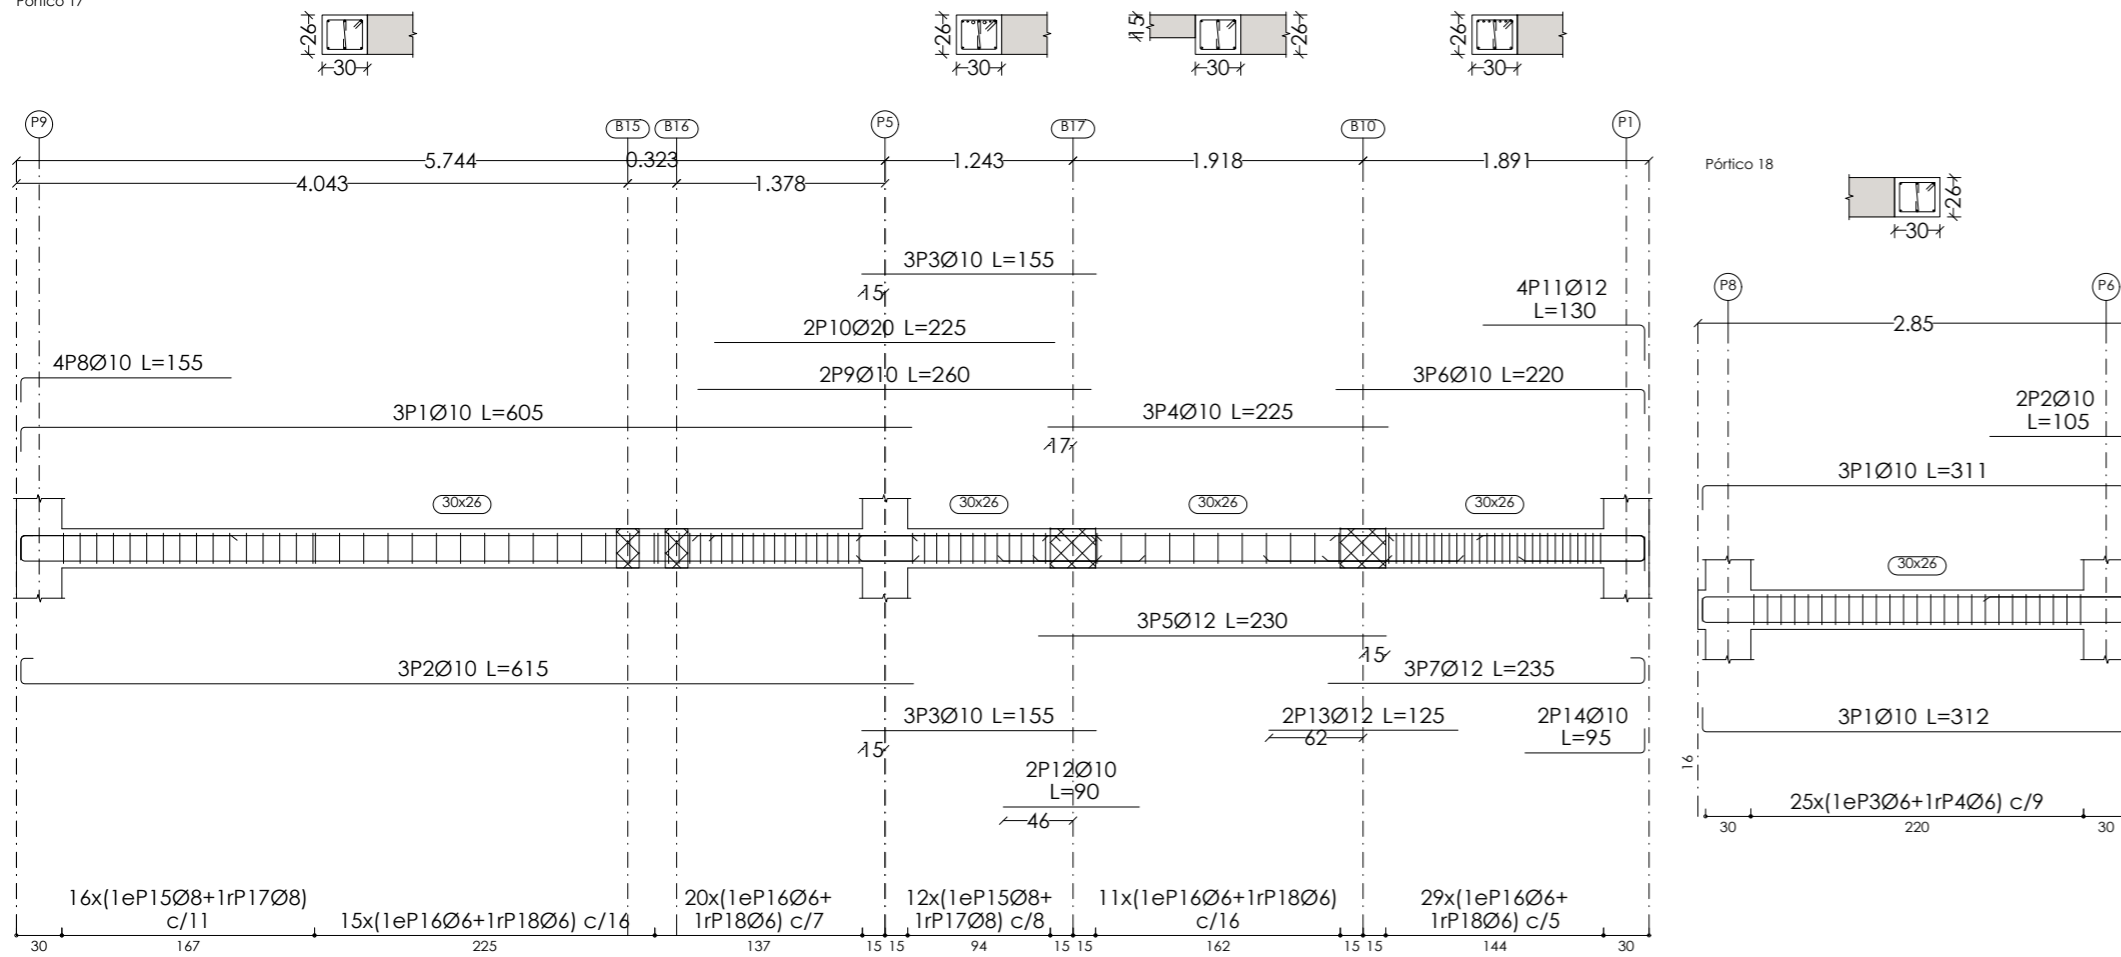 Pórtico 17
26
30
26
30
15
30
26
26
30
P9
B15
B16
P5
B17
B10
P1
5.744
0.323
1.243
1.918
1.891
4.043
1.378
Pórtico 18
26
30
3P3Ø10 L=155
15
4P11Ø12
L=130
P8
P6
2.85
2P10Ø20 L=225
4P8Ø10 L=155
2P9Ø10 L=260
3P6Ø10 L=220
3P1Ø10 L=605
3P4Ø10 L=225
17
2P2Ø10
L=105
3P1Ø10 L=311
30x26
30x26
30x26
30x26
30x26
3P5Ø12 L=230
15
3P2Ø10 L=615
3P7Ø12 L=235
3P3Ø10 L=155
15
2P13Ø12 L=125
62
2P14Ø10
L=95
3P1Ø10 L=312
16
2P12Ø10
L=90
46
25x(1eP3Ø6+1rP4Ø6) c/9
30
220
30
16x(1eP15Ø8+1rP17Ø8)
c/11
15x(1eP16Ø6+1rP18Ø6) c/16
20x(1eP16Ø6+
1rP18Ø6) c/7
12x(1eP15Ø8+
1rP17Ø8) c/8
11x(1eP16Ø6+1rP18Ø6)
c/16
29x(1eP16Ø6+
1rP18Ø6) c/5
30
167
225
137
15
15
94
15
15
162
15
15
144
30